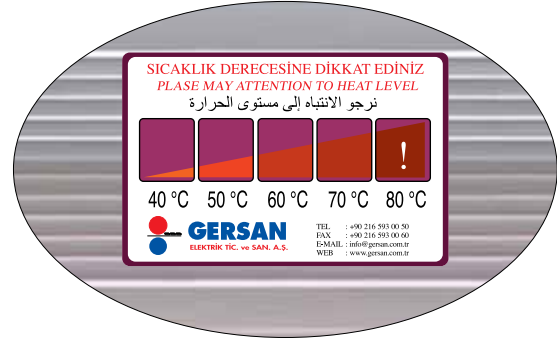 SICAKLIK DERECESİNE DİKKAT EDİNİZ
PLASE MAY ATTENTION TO HEAT LEVEL
نرجو الانتباه إلى مستوى الحرارة
!
40 °C 50 °C 60 °C 70 °C 80 °C
GERSAN
ELEKTRİK TİC. ve SAN. A.Ş.
TEL : +90 216 593 00 50
FAX : +90 216 593 00 60
E-MAIL : info@gersan.com.tr
WEB : www.gersan.com.tr